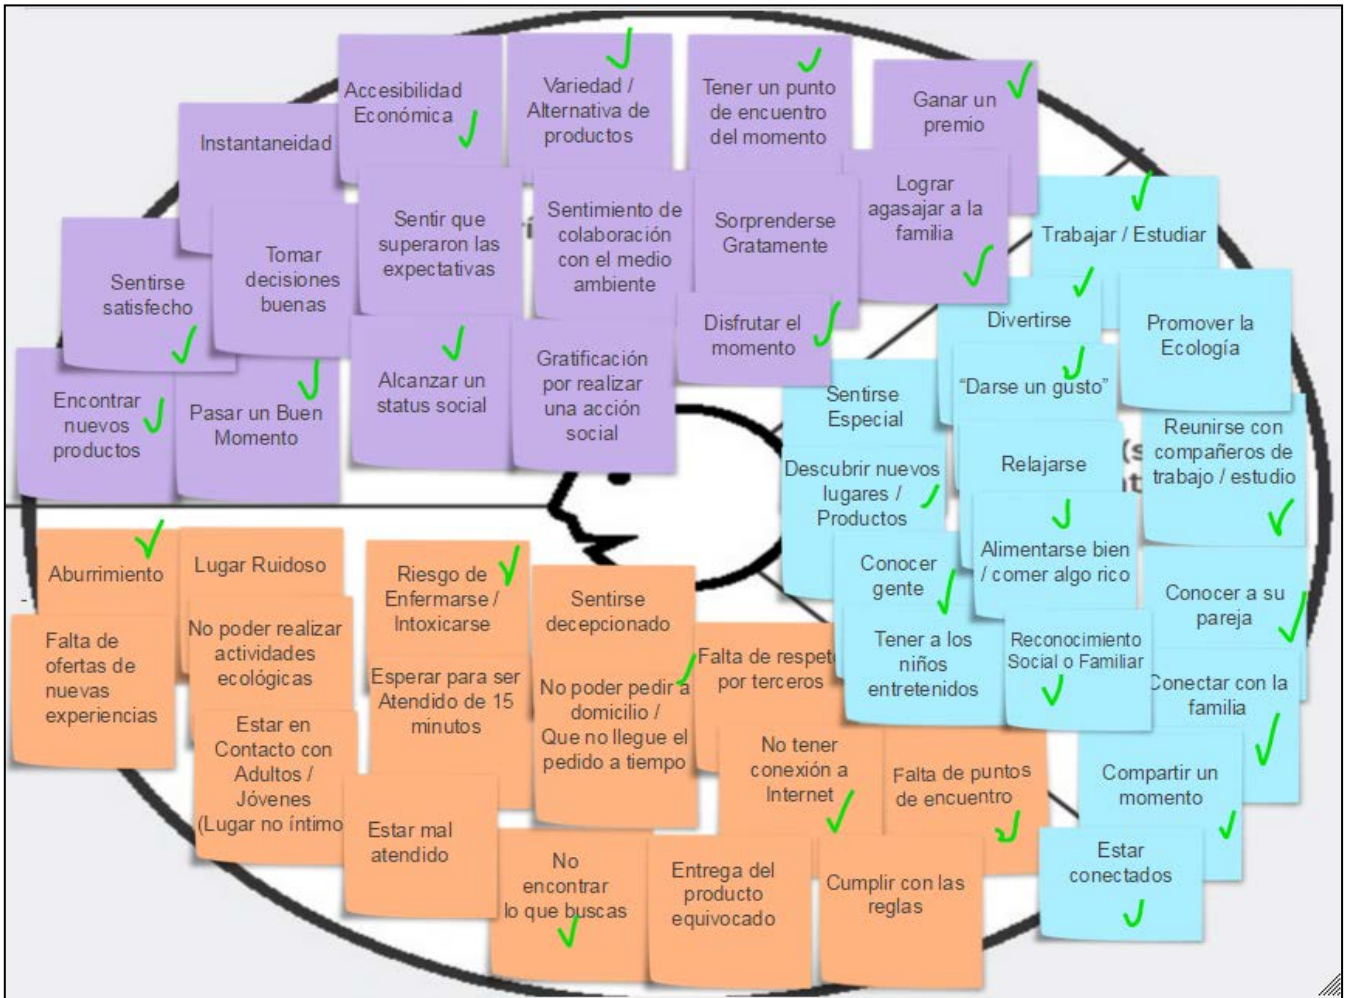 Accesibilidad
Económica
Variedad /
Alternativa de
productos
Tener un punto
de encuentro
del momento
Ganar un
premio
Instantaneidad
Sentir que
superaron las
expectativas
Sentimiento de
colaboración
con el medio
ambiente
Sorprenderse
Gratamente
Lograr
agasajar a la
familia
Sentirse
satisfecho
Tomar
decisiones
buenas
Disfrutar el
momento
Encontrar
nuevos
productos
Pasar un Buen
Momento
Alcanzar un
status social
Gratificación
por realizar
una acción
social
Trabajar / Estudiar
Divertirse
Promover la
Ecología
Sentirse
Especial
“Darse un gusto”
Reunirse con
compañeros de
trabajo / estudio
Descubrir nuevos
lugares /
Productos
Relajarse
Conocer
gente
Alimentarse bien
/ comer algo rico
Conocer a su
pareja
Tener a los
niños
entretenidos
Reconocimiento
Social o Familiar
Conectar con la
familia
Compartir un
momento
Estar
conectados
Aburrimiento
Lugar Ruidoso
Riesgo de
Enfermarse /
Intoxicarse
Sentirse
decepcionado
Falta de
ofertas de
nuevas
experiencias
No poder realizar
actividades
ecológicas
Esperar para ser
Atendido de 15
minutos
No poder pedir a
domicilio /
Que no llegue el
pedido a tiempo
Falta de respeto
por terceros
Estar en
Contacto con
Adultos /
Jóvenes
(Lugar no íntimo
No tener
conexión a
Internet
Falta de puntos
de encuentro
Estar mal
atendido
No
encontrar
lo que buscas
Entrega del
producto
equivocado
Cumplir con las
reglas